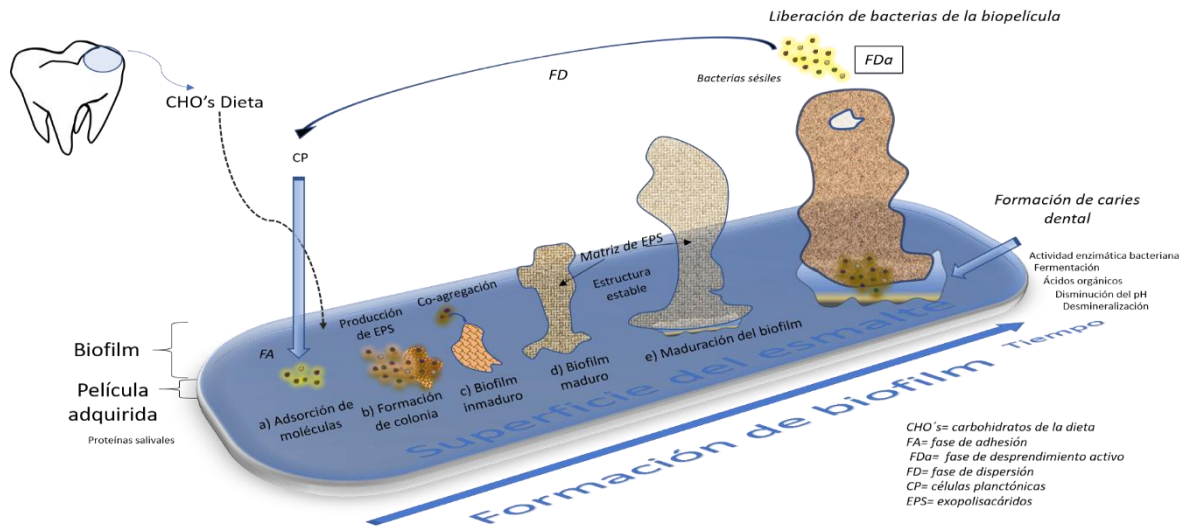 Liberación de bacterias de la biopelícula
FDa
FD
Bacterias sésiles
CHO's Dieta
CP
Formación de caries
dental
Actividad enzimática bacteriana
Fermentación
Ácidos orgánicos
Disminución del pH
Desmineralización
Matriz de EPS
Estructura
estable
Co-agregación
Producción
de EPS
FA
Biofilm
Película
adquirida
Proteínas salivales
a) Adsorción de
moléculas
b) Formación
de colonia
c) Biofilm
inmaduro
d) Biofilm
maduro
e) Maduración del biofilm
Superficie del esmalte
Formación de biofilm
Tiempo
CHO´s= carbohidratos de la dieta
FA= fase de adhesión
FDa= fase de desprendimiento activo
FD= fase de dispersión
CP= células planctónicas
EPS= exopolisacáridos